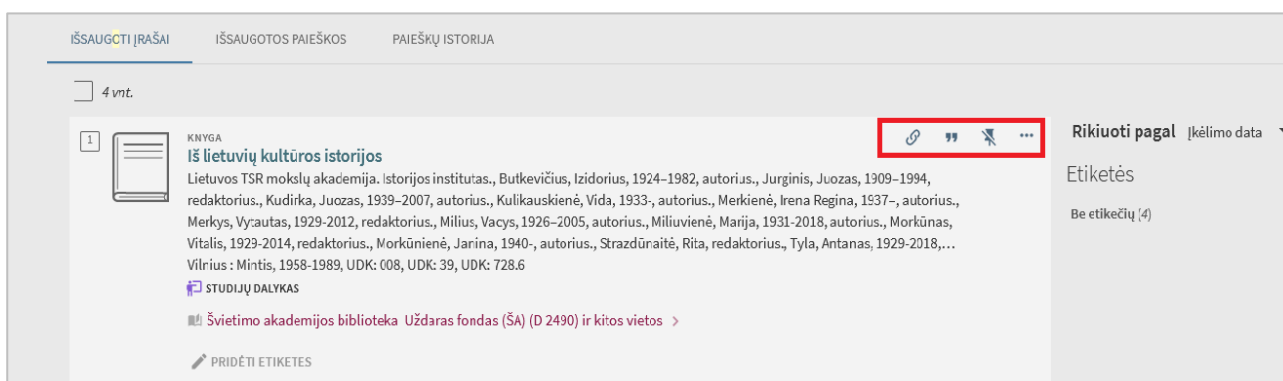 IŠSAUGOTI ĮRAŠAI IŠSAUGOTOS PAIEŠKOS PAIEŠKŲ ISTORIJA
4 vnt.
1
KNYGA
Iš lietuvių kultūros istorijos
Lietuvos TSR mokslų akademija. Istorijos institutas., Butkevičius, Izidorius, 1924–1982, autorius., Jurginis, Juozas, 1909–1994,
redaktorius., Kudirka, Juozas, 1939–2007, autorius., Kulikauskienė, Vida, 1933-, autorius., Merkienė, Irena Regina, 1937–, autorius.,
Merkys, Vytautas, 1929-2012, redaktorius., Milius, Vacys, 1926–2005, autorius., Miliuvienė, Marija, 1931-2018, autorius., Morkūnas,
Vitalis, 1929-2014, redaktorius., Morkūnienė, Janina, 1940-, autorius., Strazdūnaitė, Rita, redaktorius., Tyla, Antanas, 1929-2018,...
Vilnius : Mintis, 1958-1989, UDK: 008, UDK: 39, UDK: 728.6
STUDIJŲ DALYKAS
Švietimo akademijos biblioteka Uždaras fondas (ŠA) (D 2490) ir kitos vietos >
PRIDĖTI ETIKETES
Rikiuoti pagal Įkėlimo data
Etiketės
Be etikečių (4)